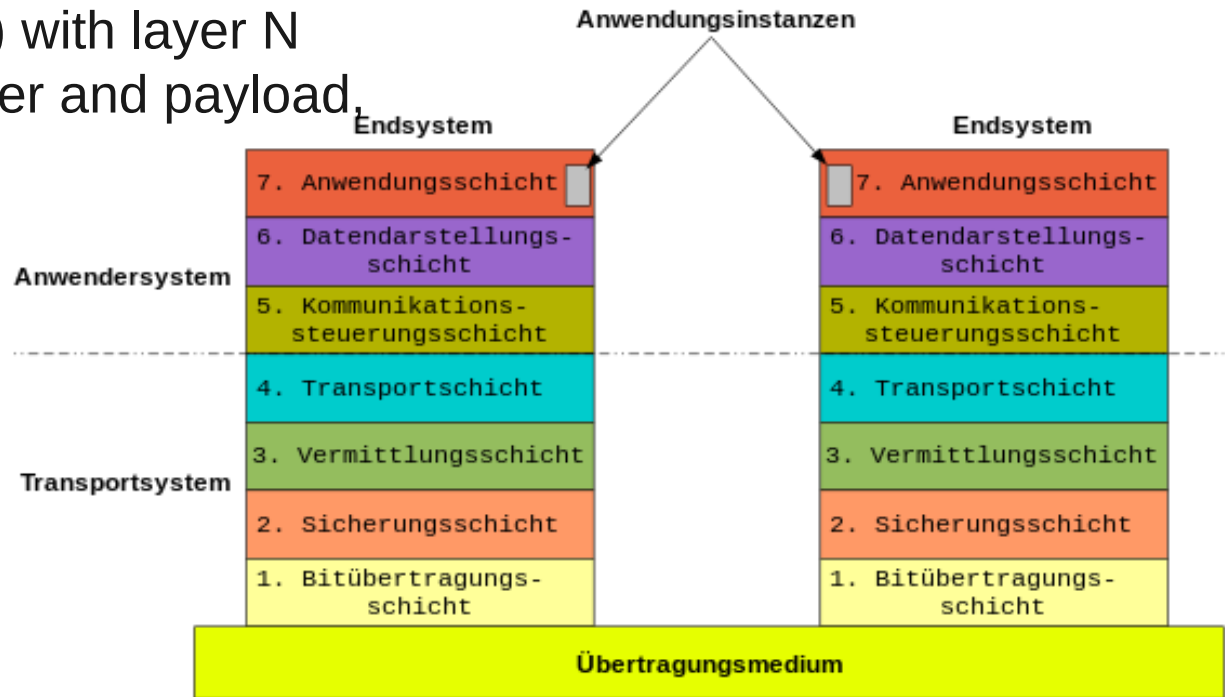 ) with layer N
er and payload,
Anwendungsinstanzen
Endsystem
Endsystem
7. Anwendungsschicht
7. Anwendungsschicht
6. Datendarstellungs-
schicht
6. Datendarstellungs-
schicht
Anwendersystem
5. Kommunikations-
steuerungsschicht
5. Kommunikations-
steuerungsschicht
4. Transportschicht
4. Transportschicht
3. Vermittlungsschicht
3. Vermittlungsschicht
Transportsystem
2. Sicherungsschicht
2. Sicherungsschicht
1. Bitübertragungs-
schicht
1. Bitübertragungs-
schicht
Übertragungsmedium